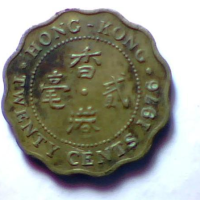 HONG-KONG
香港
貳毫
TWENTY CENTS 1976